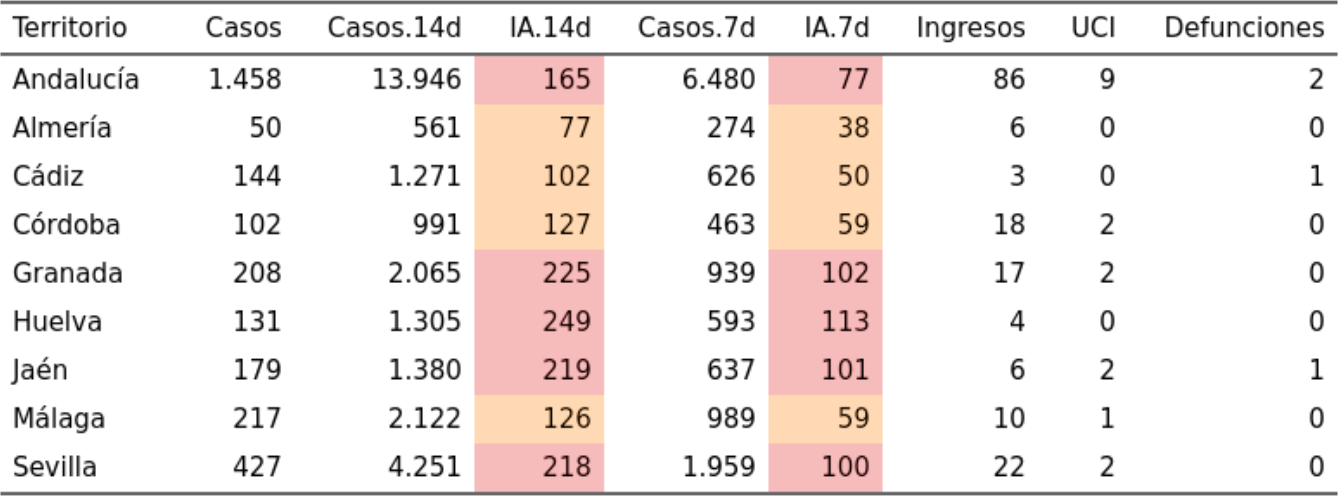 Territorio Casos Casos.14d IA.14d Casos.7d IA.7d Ingresos UCI Defunciones
Andalucía 1.458 13.946 165 6.480 77 86 9 2
Almería 50 561 77 274 38 6 0 0
Cádiz 144 1.271 102 626 50 3 0 1
Córdoba 102 991 127 463 59 18 2 0
Granada 208 2.065 225 939 102 17 2 0
Huelva 131 1.305 249 593 113 4 0 0
Jaén 179 1.380 219 637 101 6 2 1
Málaga 217 2.122 126 989 59 10 1 0
Sevilla 427 4.251 218 1.959 100 22 2 0